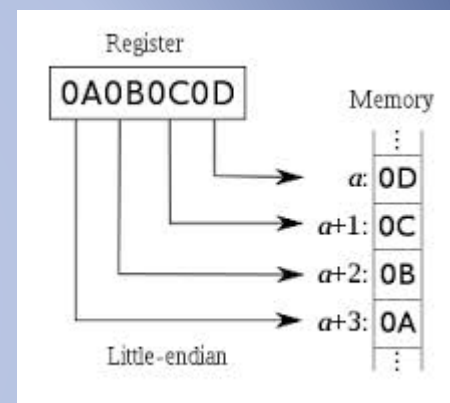 Register
0A0B0C0D
Memory
⋮
a: 0D
a+1: 0C
a+2: 0B
a+3: 0A
⋮
Little-endian